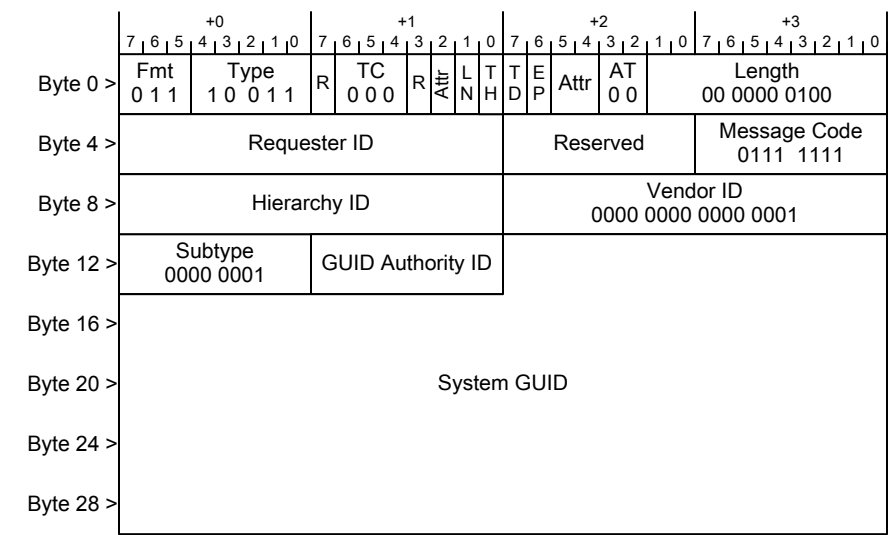 +0 +1 +2 +3
7 6 5 4 3 2 1 0 7 6 5 4 3 2 1 0 7 6 5 4 3 2 1 0 7 6 5 4 3 2 1 0
Byte 0 > Fmt Type R TC R Attr L T T E Attr AT Length
0 1 1 1 0 0 1 1 0 0 0 N H D P 0 0 00 0000 0100
Byte 4 > Requester ID Reserved Message Code
0111 1111
Byte 8 > Hierarchy ID Vendor ID
0000 0000 0000 0001
Byte 12 > Subtype GUID Authority ID
0000 0001
Byte 16 >
Byte 20 > System GUID
Byte 24 >
Byte 28 >